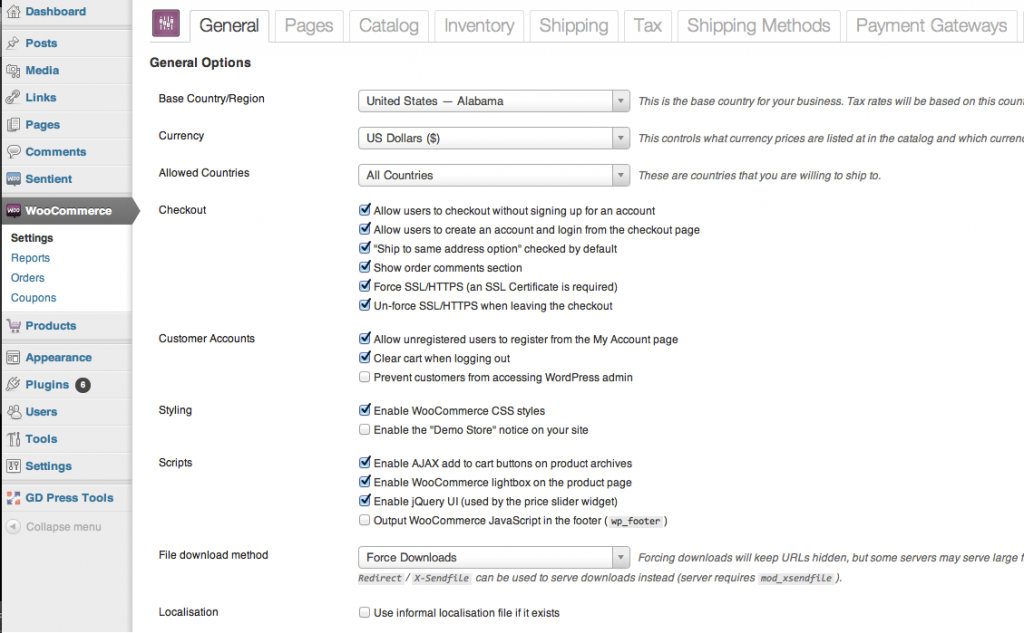 Dashboard
Posts
Media
Links
Pages
Comments
Sentient
WooCommerce
Settings
Reports
Orders
Coupons
Products
Appearance
Plugins 6
Users
Tools
Settings
GD Press Tools
Collapse menu
General Pages Catalog Inventory Shipping Tax Shipping Methods Payment Gateways
General Options
Base Country/Region United States — Alabama This is the base country for your business. Tax rates will be based on this coun
Currency US Dollars ($) This controls what currency prices are listed at in the catalog and which curren
Allowed Countries All Countries These are countries that you are willing to ship to.
Checkout Allow users to checkout without signing up for an account
Allow users to create an account and login from the checkout page
"Ship to same address option" checked by default
Show order comments section
Force SSL/HTTPS (an SSL Certificate is required)
Un-force SSL/HTTPS when leaving the checkout
Customer Accounts Allow unregistered users to register from the My Account page
Clear cart when logging out
Prevent customers from accessing WordPress admin
Styling Enable WooCommerce CSS styles
Enable the "Demo Store" notice on your site
Scripts Enable AJAX add to cart buttons on product archives
Enable WooCommerce lightbox on the product page
Enable jQuery UI (used by the price slider widget)
Output WooCommerce JavaScript in the footer ( wp_footer )
File download method Force Downloads Forcing downloads will keep URLs hidden, but some servers may serve large f
Redirect / X-Sendfile can be used to serve downloads instead (server requires mod_xsendfile ).
Localisation Use informal localisation file if it exists